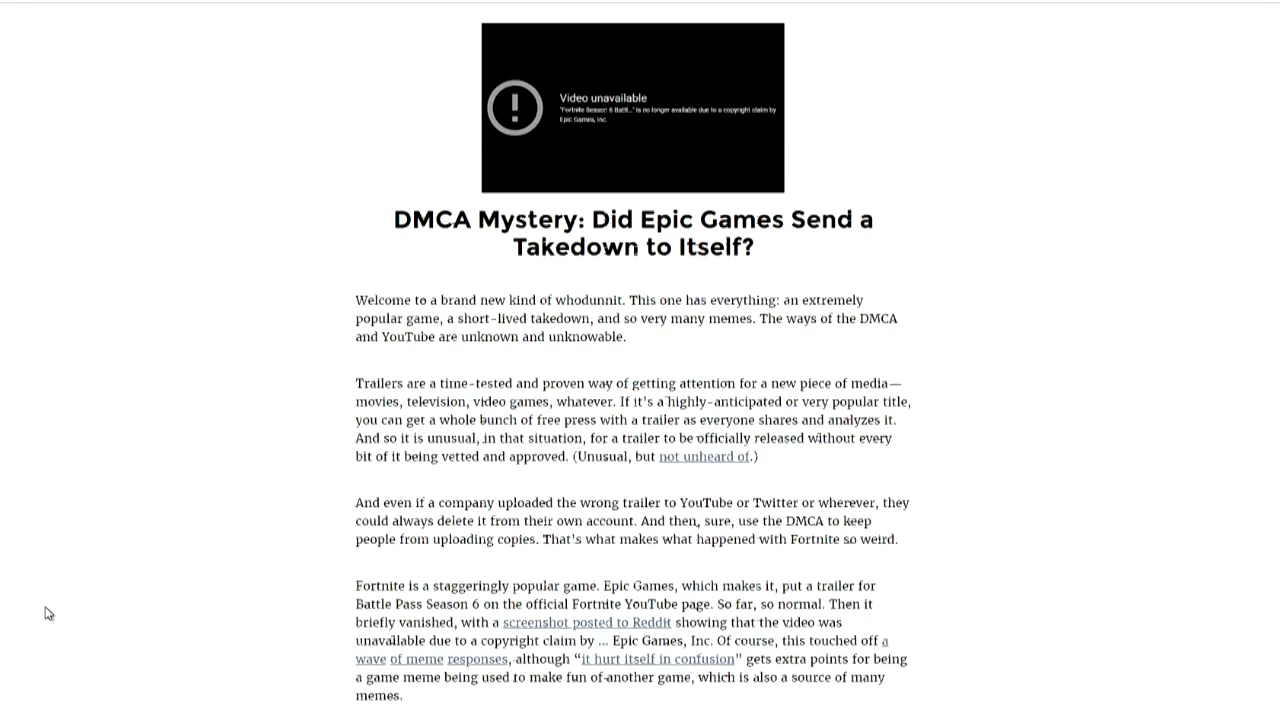 Video unavailable
"Fortnite Season 6 Battl..." is no longer available due to a copyright claim by
Epic Games, Inc.
DMCA Mystery: Did Epic Games Send a
Takedown to Itself?
Welcome to a brand new kind of whodunnit. This one has everything: an extremely
popular game, a short-lived takedown, and so very many memes. The ways of the DMCA
and YouTube are unknown and unknowable.
Trailers are a time-tested and proven way of getting attention for a new piece of media—
movies, television, video games, whatever. If it's a highly-anticipated or very popular title,
you can get a whole bunch of free press with a trailer as everyone shares and analyzes it.
And so it is unusual, in that situation, for a trailer to be officially released without every
bit of it being vetted and approved. (Unusual, but not unheard of.)
And even if a company uploaded the wrong trailer to YouTube or Twitter or wherever, they
could always delete it from their own account. And then, sure, use the DMCA to keep
people from uploading copies. That's what makes what happened with Fortnite so weird.
Fortnite is a staggeringly popular game. Epic Games, which makes it, put a trailer for
Battle Pass Season 6 on the official Fortnite YouTube page. So far, so normal. Then it
briefly vanished, with a screenshot posted to Reddit showing that the video was
unavailable due to a copyright claim by ... Epic Games, Inc. Of course, this touched off a
wave of meme responses, although “it hurt itself in confusion” gets extra points for being
a game meme being used to make fun of another game, which is also a source of many
memes.